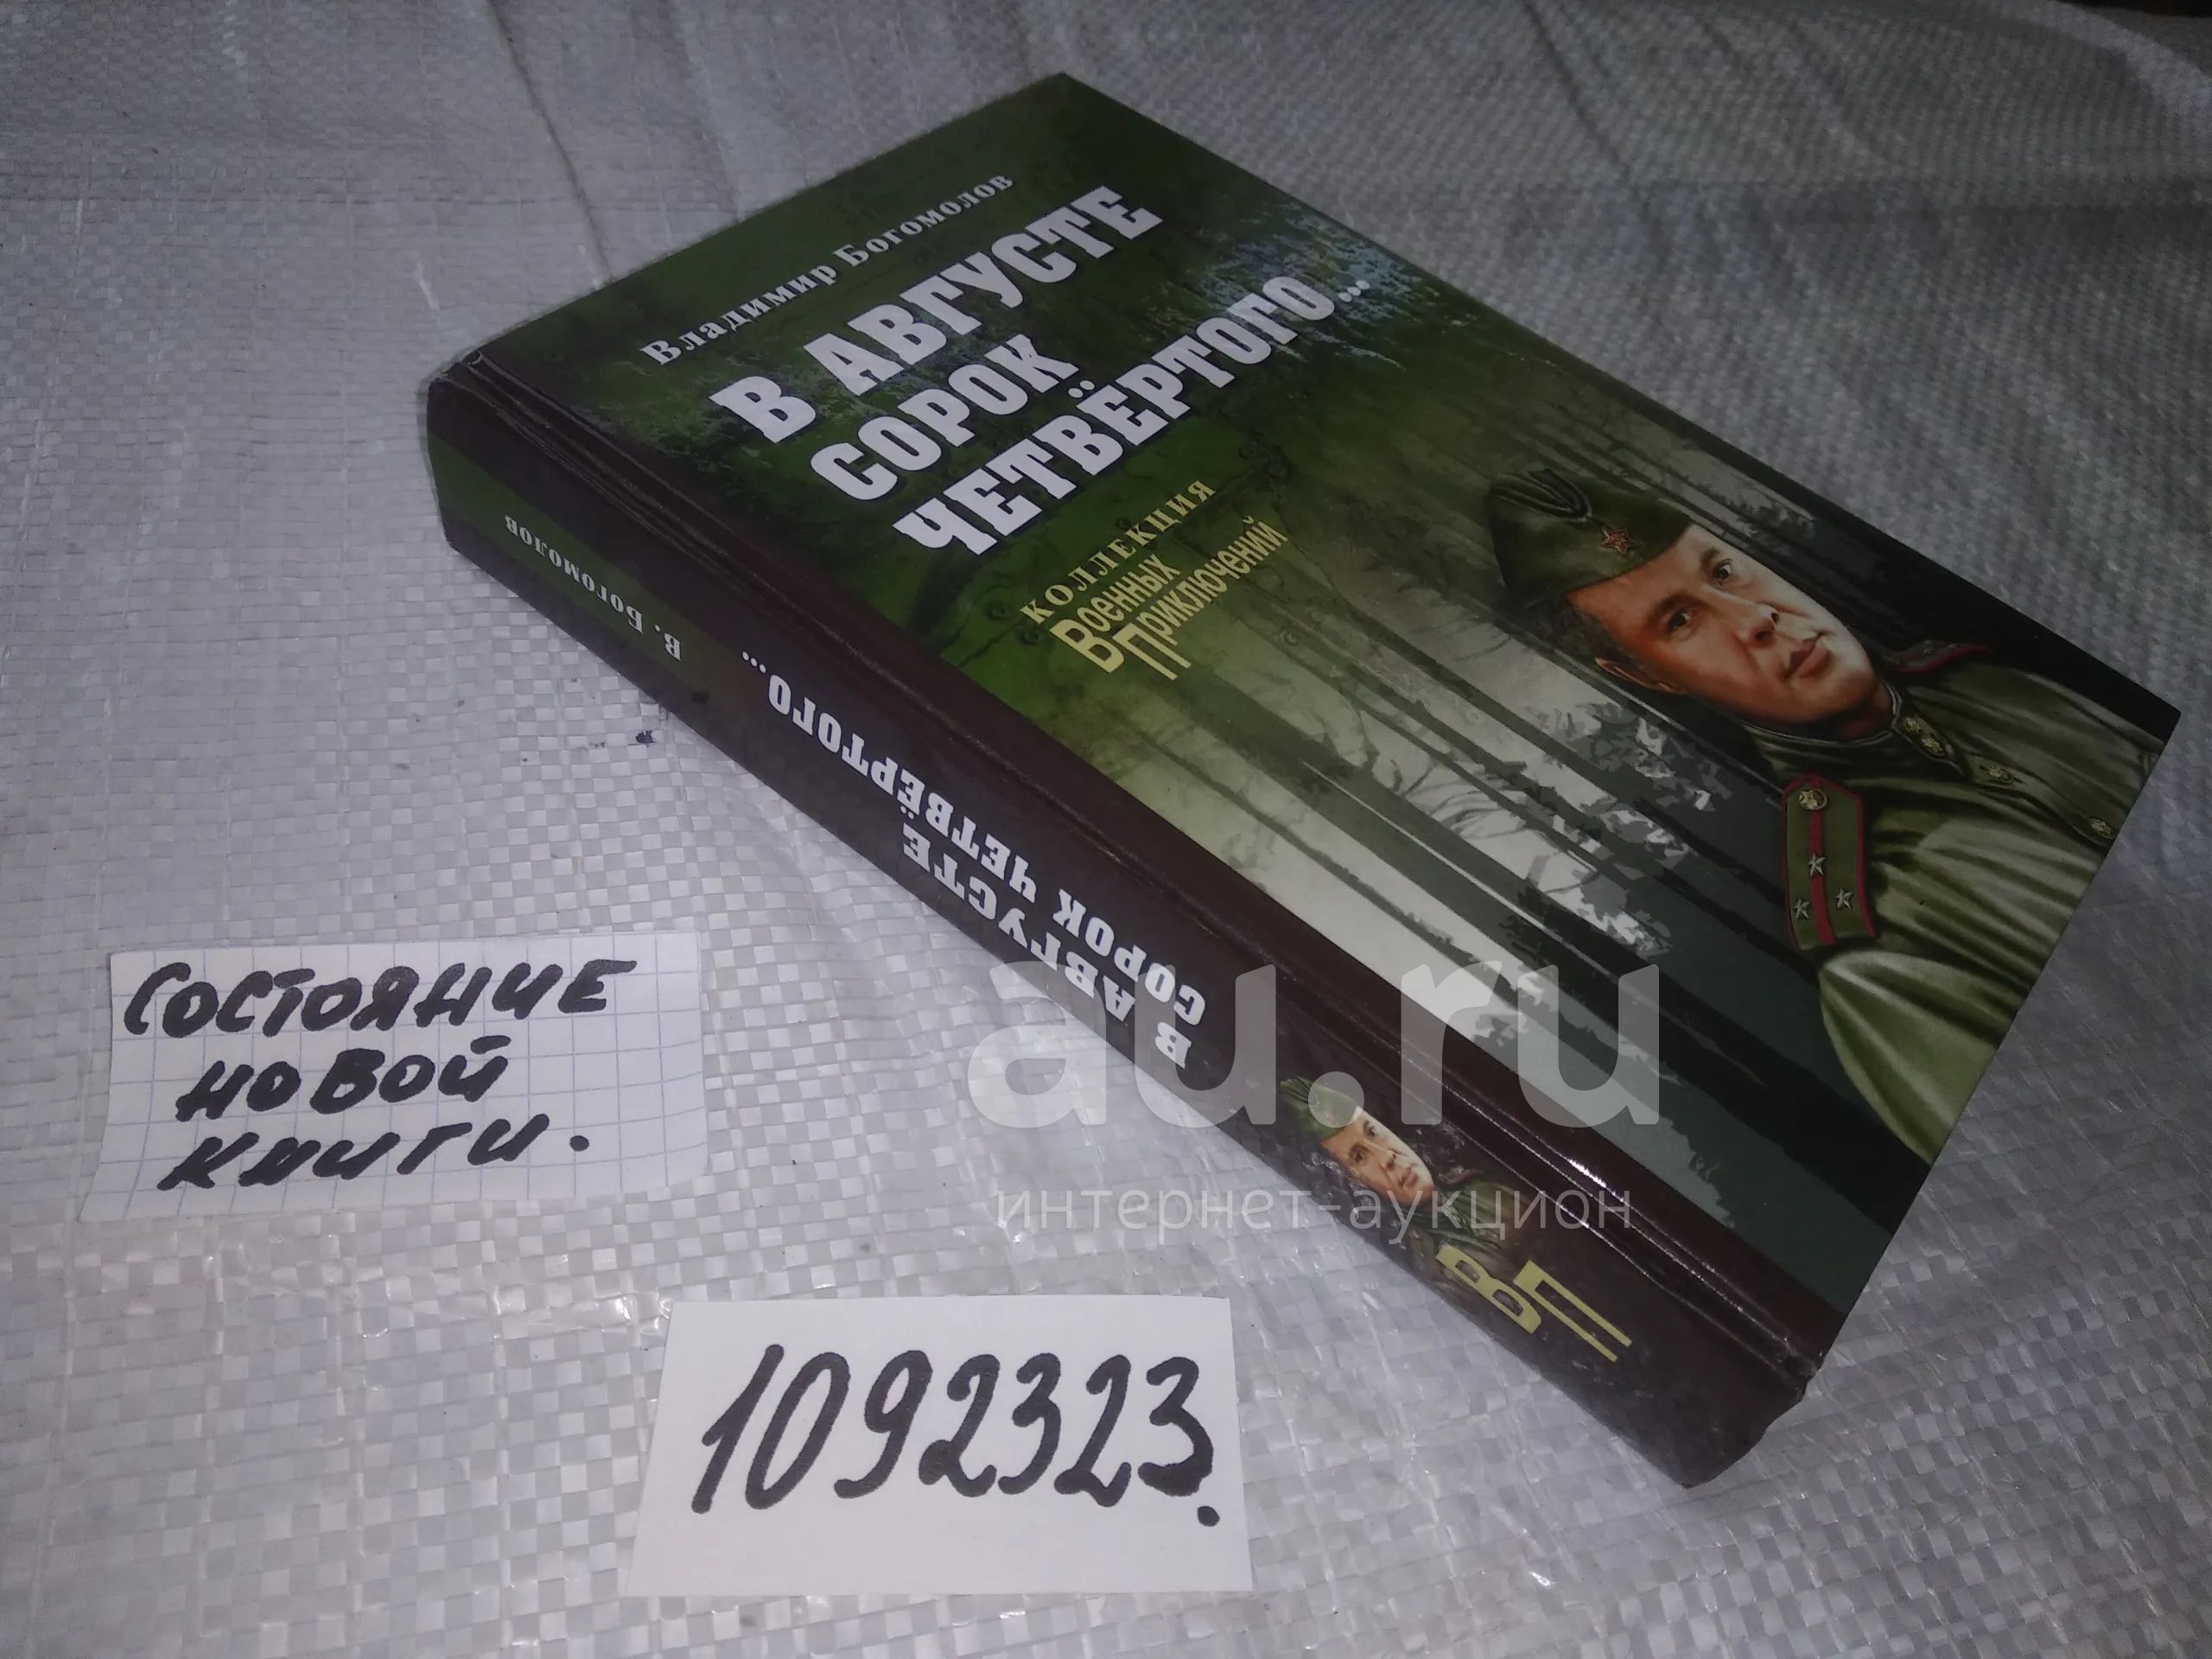 Владимир Богомолов
В АВГУСТЕ
СОРОК
ЧЕТВЁРТОГО...
КОЛЛЕКЦИЯ
Военных
Приключений
В. Богомолов
В АВГУСТЕ
СОРОК ЧЕТВЁРТОГО...
ВП
СОСТОЯНИЕ
НОВОЙ
КНИГИ.
1092323.
au.ru
интернет-аукцион